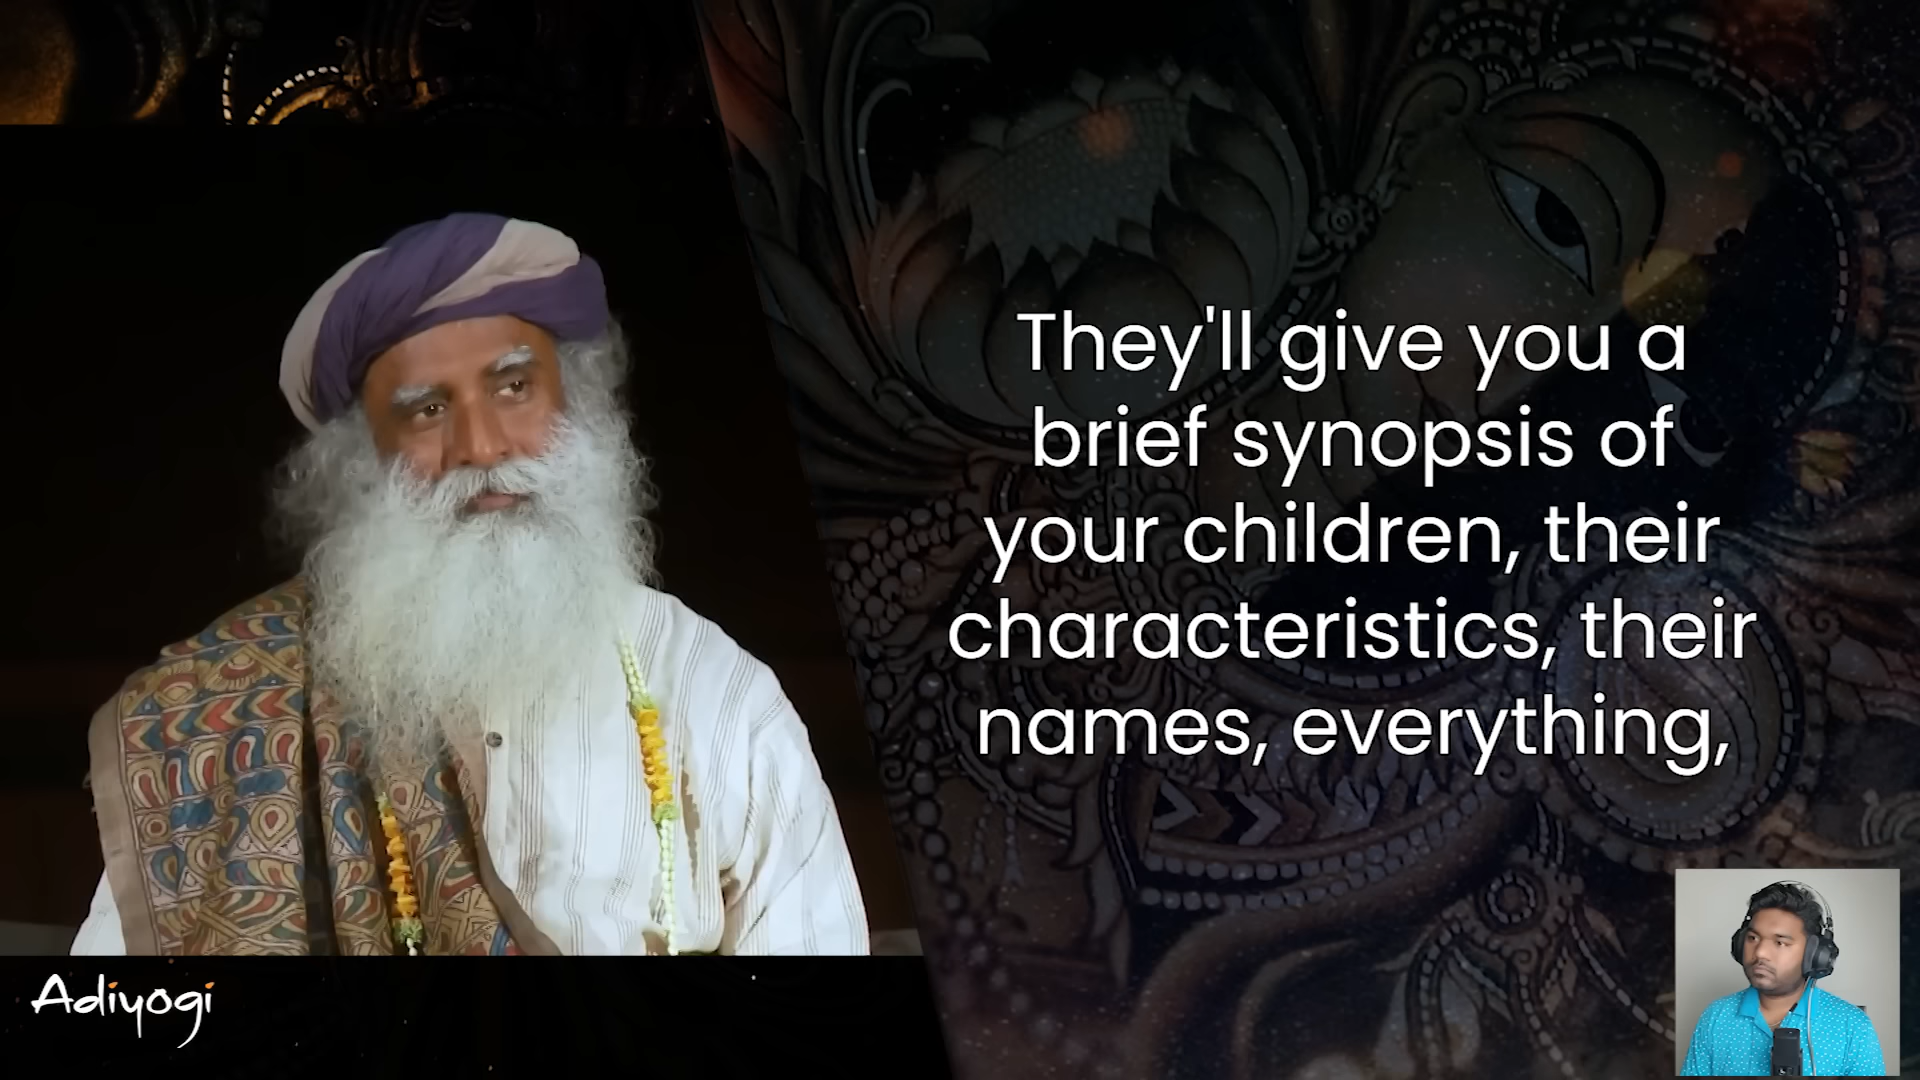 They'll give you a
brief synopsis of
your children, their
characteristics, their
names, everything,
Adiyogi